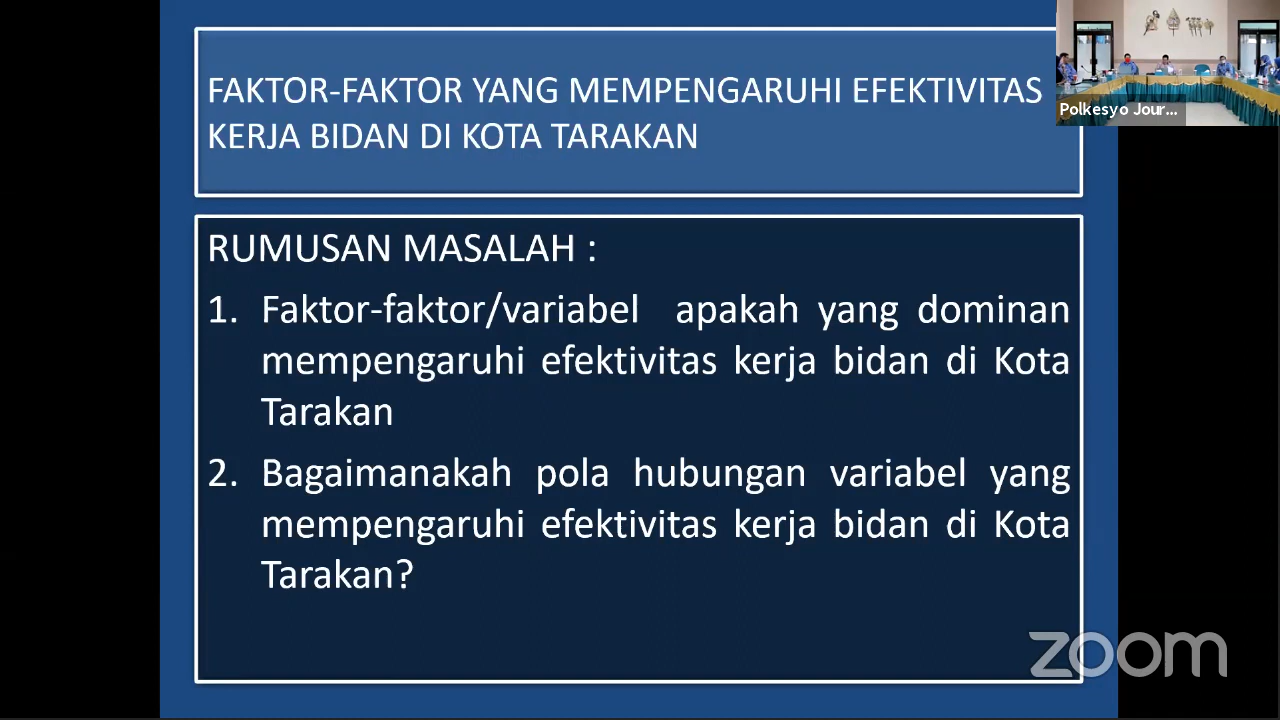 FAKTOR-FAKTOR YANG MEMPENGARUHI EFEKTIVITAS
KERJA BIDAN DI KOTA TARAKAN
Polkesyo Jour...
RUMUSAN MASALAH :
1. Faktor-faktor/variabel apakah yang dominan
mempengaruhi efektivitas kerja bidan di Kota
Tarakan
2. Bagaimanakah pola hubungan variabel yang
mempengaruhi efektivitas kerja bidan di Kota
Tarakan?
zoom